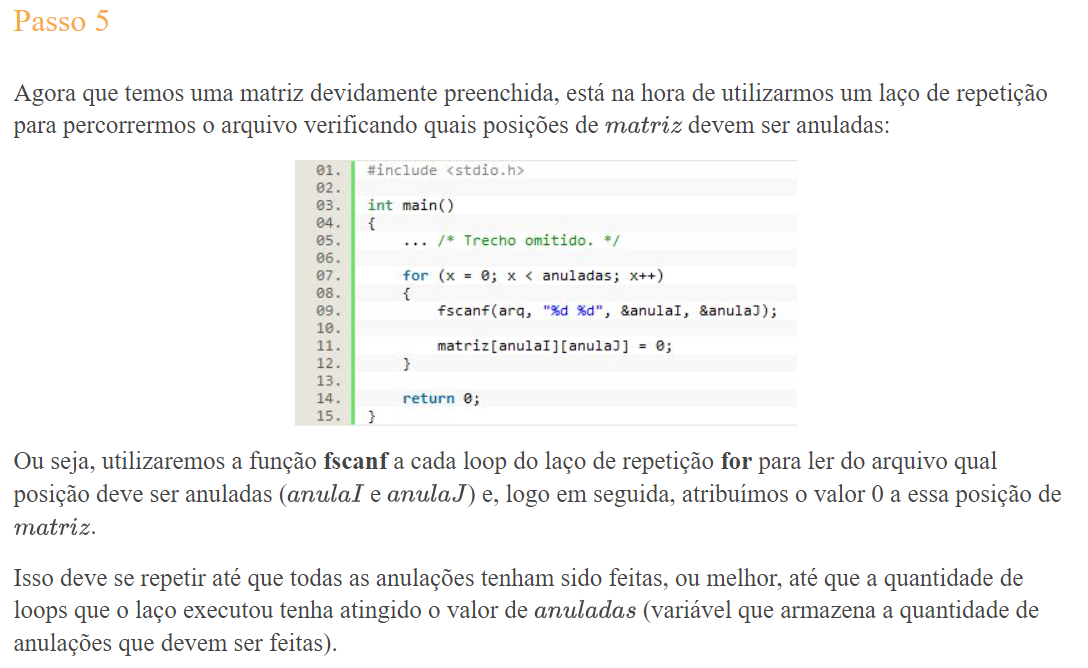 Passo 5
Agora que temos uma matriz devidamente preenchida, está na hora de utilizarmos um laço de repetição
para percorrermos o arquivo verificando quais posições de matriz devem ser anuladas:
01. #include <stdio.h>
02.
03. int main()
04. {
05. ... /* Trecho omitido. */
06.
07. for (x = 0; x < anuladas; x++)
08. {
09. fscanf(arq, "%d %d", &anulaI, &anulaJ);
10.
11. matriz[anulaI][anulaJ] = 0;
12. }
13.
14. return 0;
15. }
Ou seja, utilizaremos a função fscanf a cada loop do laço de repetição for para ler do arquivo qual
posição deve ser anuladas (anulaI e anulaJ) e, logo em seguida, atribuímos o valor 0 a essa posição de
matriz.
Isso deve se repetir até que todas as anulações tenham sido feitas, ou melhor, até que a quantidade de
loops que o laço executou tenha atingido o valor de anuladas (variável que armazena a quantidade de
anulações que devem ser feitas).